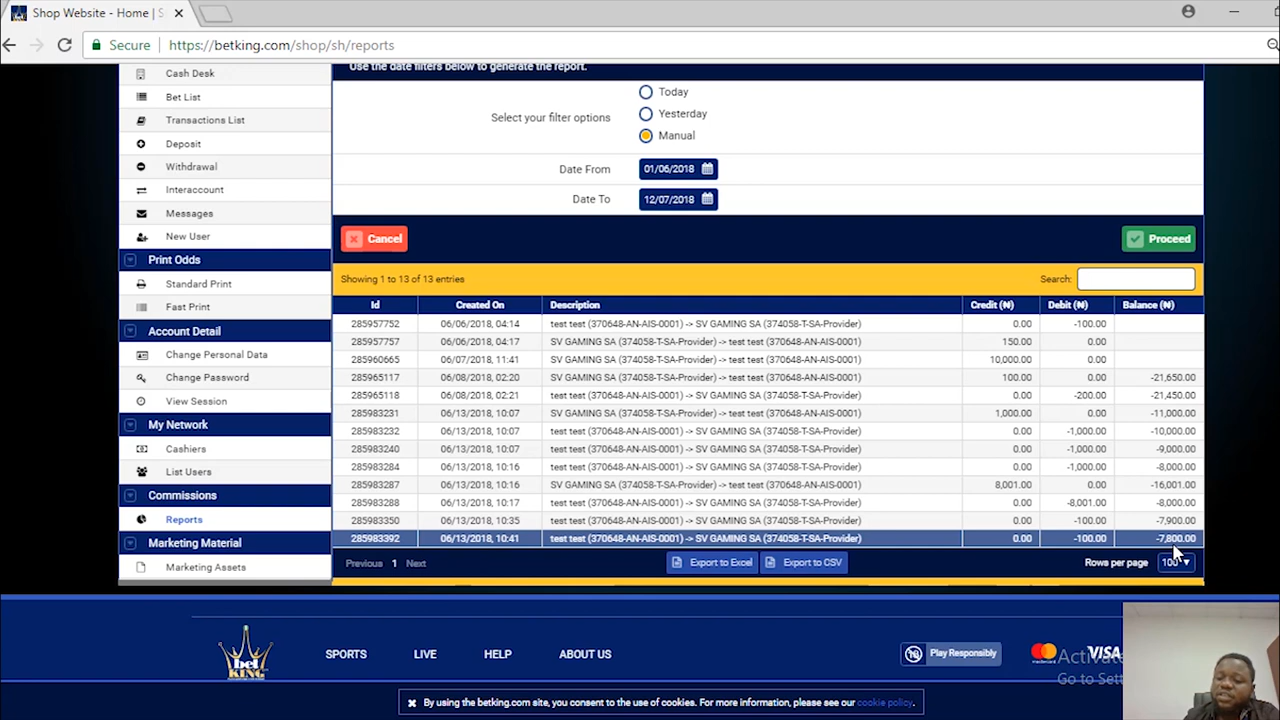 Shop Website - Home | S
Secure https://betking.com/shop/sh/reports
Cash Desk
Bet List
Transactions List
Deposit
Withdrawal
Interaccount
Messages
New User
Print Odds
Standard Print
Fast Print
Account Detail
Change Personal Data
Change Password
View Session
My Network
Cashiers
List Users
Commissions
Reports
Marketing Material
Marketing Assets
Use the date filters below to generate the report.
Select your filter options
Today
Yesterday
Manual
Date From 01/06/2018
Date To 12/07/2018
Cancel Proceed
Showing 1 to 13 of 13 entries Search:
Id Created On Description Credit (₦) Debit (₦) Balance (₦)
285957752 06/06/2018, 04:14 test test (370648-AN-AIS-0001) -> SV GAMING SA (374058-T-SA-Provider) 0.00 -100.00
285957757 06/06/2018, 04:17 SV GAMING SA (374058-T-SA-Provider) -> test test (370648-AN-AIS-0001) 150.00 0.00
285960665 06/07/2018, 11:41 SV GAMING SA (374058-T-SA-Provider) -> test test (370648-AN-AIS-0001) 10,000.00 0.00
285965117 06/08/2018, 02:20 SV GAMING SA (374058-T-SA-Provider) -> test test (370648-AN-AIS-0001) 100.00 0.00 -21,650.00
285965118 06/08/2018, 02:21 test test (370648-AN-AIS-0001) -> SV GAMING SA (374058-T-SA-Provider) 0.00 -200.00 -21,450.00
285983231 06/13/2018, 10:07 SV GAMING SA (374058-T-SA-Provider) -> test test (370648-AN-AIS-0001) 1,000.00 0.00 -11,000.00
285983232 06/13/2018, 10:07 test test (370648-AN-AIS-0001) -> SV GAMING SA (374058-T-SA-Provider) 0.00 -1,000.00 -10,000.00
285983240 06/13/2018, 10:07 test test (370648-AN-AIS-0001) -> SV GAMING SA (374058-T-SA-Provider) 0.00 -1,000.00 -9,000.00
285983284 06/13/2018, 10:16 test test (370648-AN-AIS-0001) -> SV GAMING SA (374058-T-SA-Provider) 0.00 -1,000.00 -8,000.00
285983287 06/13/2018, 10:16 SV GAMING SA (374058-T-SA-Provider) -> test test (370648-AN-AIS-0001) 8,001.00 0.00 -16,001.00
285983288 06/13/2018, 10:17 test test (370648-AN-AIS-0001) -> SV GAMING SA (374058-T-SA-Provider) 0.00 -8,001.00 -8,000.00
285983350 06/13/2018, 10:35 test test (370648-AN-AIS-0001) -> SV GAMING SA (374058-T-SA-Provider) 0.00 -100.00 -7,900.00
285983392 06/13/2018, 10:41 test test (370648-AN-AIS-0001) -> SV GAMING SA (374058-T-SA-Provider) 0.00 -100.00 -7,800.00
Previous 1 Next Export to Excel Export to CSV Rows per page 100
bet KING SPORTS LIVE HELP ABOUT US 18 Play Responsibly mastercard VISA
Activate
Go to Sett
By using the betking.com site, you consent to the use of cookies. For more information, please see our cookie policy.